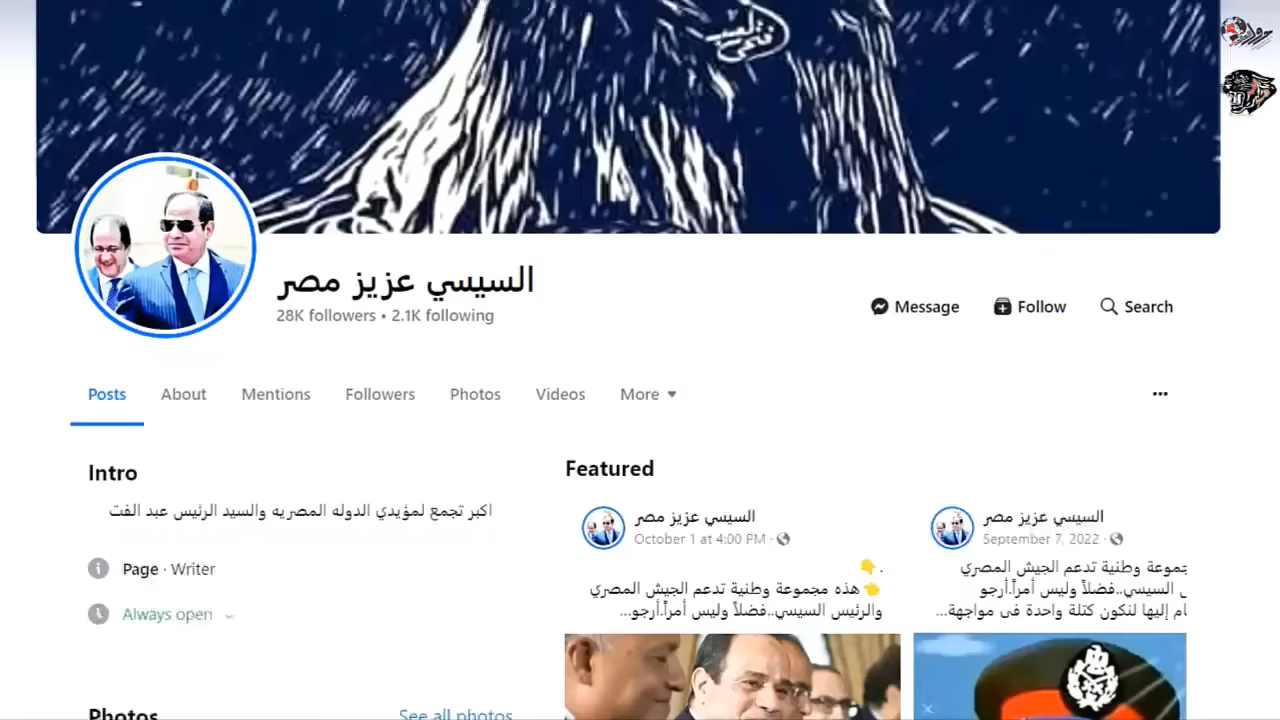 السيسي عزيز مصر
28K followers • 2.1K following
Message
Follow
Search
Posts
About
Mentions
Followers
Photos
Videos
More
Intro
اكبر تجمع لمؤيدي الدوله المصريه والسيد الرئيس عبد الفت
Page · Writer
Always open
Photos
See all photos
Featured
السيسي عزيز مصر
October 1 at 4:00 PM ·
.👇
👈هذه مجموعة وطنية تدعم الجيش المصري
والرئيس السيسي..فضلاً وليس أمراً.أرجو...
السيسي عزيز مصر
September 7, 2022 ·
جموعة وطنية تدعم الجيش المصري
السيسي..فضلاً وليس أمراً.أرجو
إليها لنكون كتلة واحدة فى مواجهة...